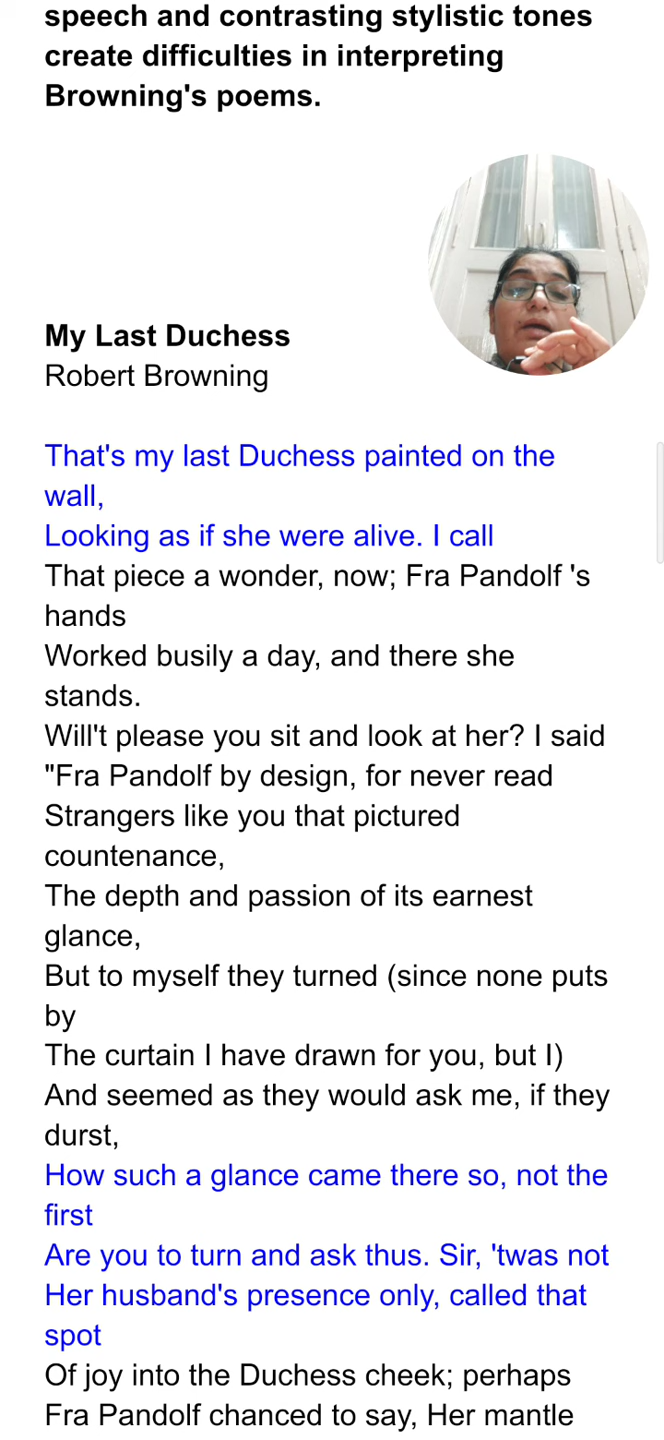 speech and contrasting stylistic tones
create difficulties in interpreting
Browning's poems.
My Last Duchess
Robert Browning
That's my last Duchess painted on the
wall,
Looking as if she were alive. I call
That piece a wonder, now; Fra Pandolf 's
hands
Worked busily a day, and there she
stands.
Will't please you sit and look at her? I said
"Fra Pandolf by design, for never read
Strangers like you that pictured
countenance,
The depth and passion of its earnest
glance,
But to myself they turned (since none puts
by
The curtain I have drawn for you, but I)
And seemed as they would ask me, if they
durst,
How such a glance came there so, not the
first
Are you to turn and ask thus. Sir, 'twas not
Her husband's presence only, called that
spot
Of joy into the Duchess cheek; perhaps
Fra Pandolf chanced to say, Her mantle